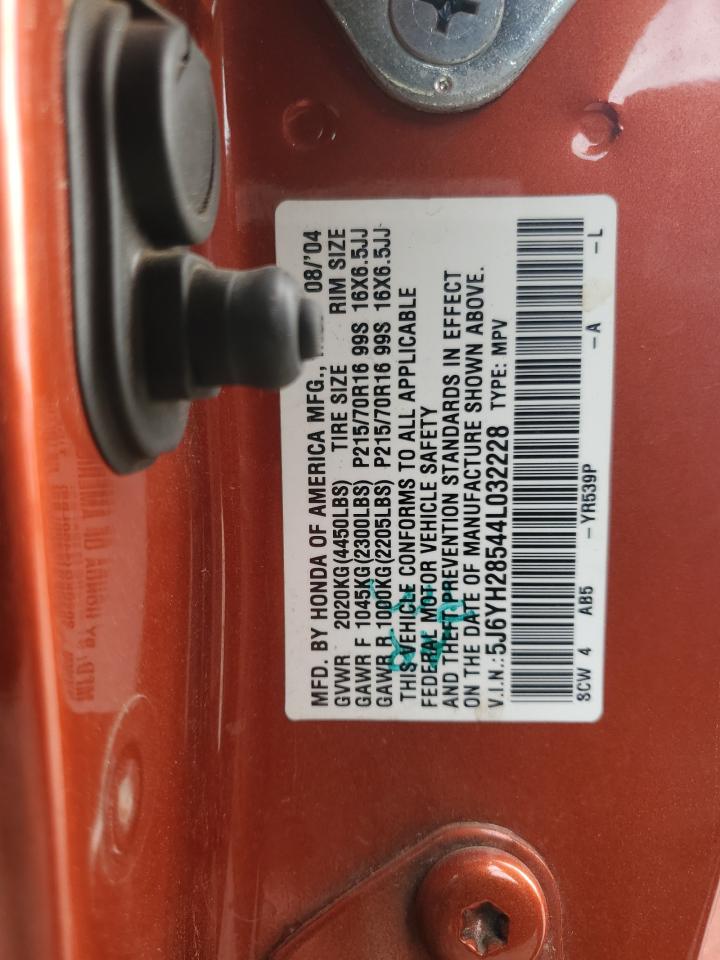 MFD. BY HONDA OF AMERICA MFG., 08/'04
GVWR 2020KG(4450LBS) TIRE SIZE RIM SIZE
GAWR F 1045KG(2300LBS) P215/70R16 99S 16X6.5JJ
GAWR R 1000KG(2205LBS) P215/70R16 99S 16X6.5JJ
THIS VEHICLE CONFORMS TO ALL APPLICABLE
FEDERAL MOTOR VEHICLE SAFETY
AND THEFT PREVENTION STANDARDS IN EFFECT
ON THE DATE OF MANUFACTURE SHOWN ABOVE.
V.I.N.:5J6YH28544L032228 TYPE: MPV
SCW 4 AB5 -YR539P -A -L